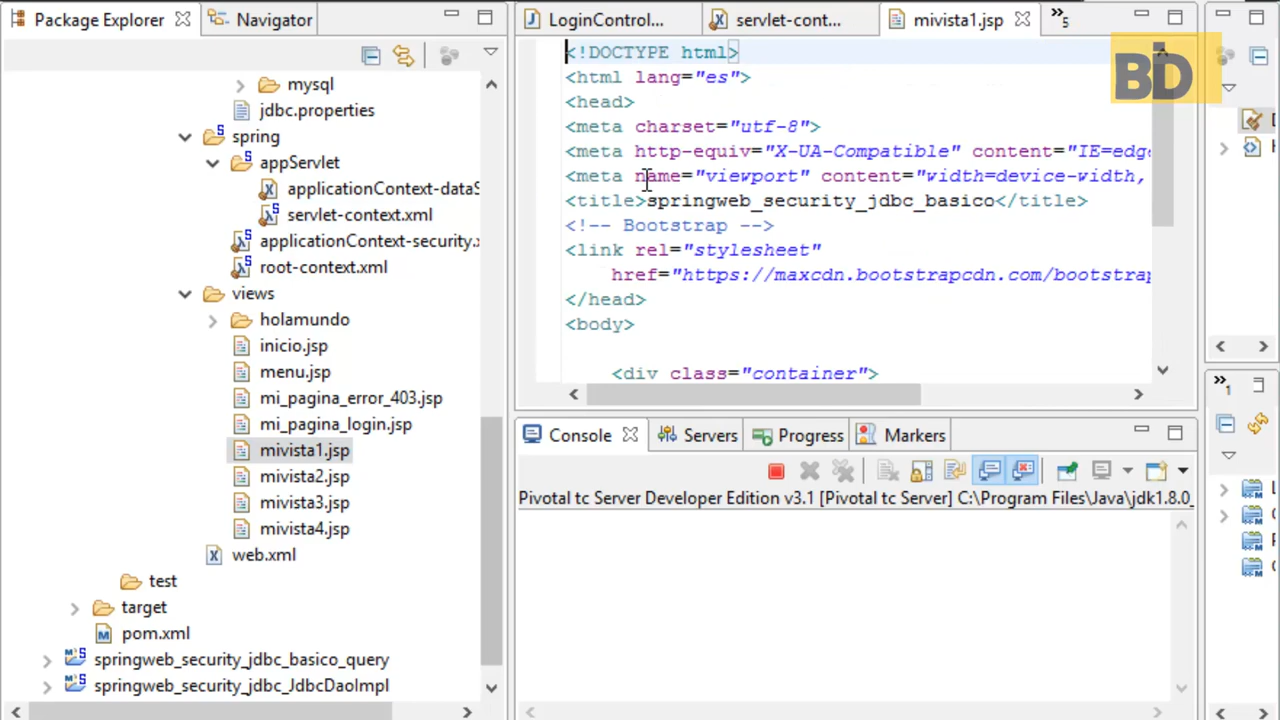 Package Explorer
Navigator
mysql
jdbc.properties
spring
appServlet
applicationContext-dataS
servlet-context.xml
applicationContext-security.x
root-context.xml
views
holamundo
inicio.jsp
menu.jsp
mi_pagina_error_403.jsp
mi_pagina_login.jsp
mivista1.jsp
mivista2.jsp
mivista3.jsp
mivista4.jsp
web.xml
test
target
pom.xml
springweb_security_jdbc_basico_query
springweb_security_jdbc_JdbcDaoImpl
LoginControl...
servlet-cont...
mivista1.jsp
»5
BD
<!DOCTYPE html>
<html lang="es">
<head>
<meta charset="utf-8">
<meta http-equiv="X-UA-Compatible" content="IE=edge
<meta name="viewport" content="width=device-width,
<title>springweb_security_jdbc_basico</title>
<!-- Bootstrap -->
<link rel="stylesheet"
href="https://maxcdn.bootstrapcdn.com/bootstrap
</head>
<body>
<div class="container">
Console
Servers
Progress
Markers
Pivotal tc Server Developer Edition v3.1 [Pivotal tc Server] C:\Program Files\Java\jdk1.8.0_
»1